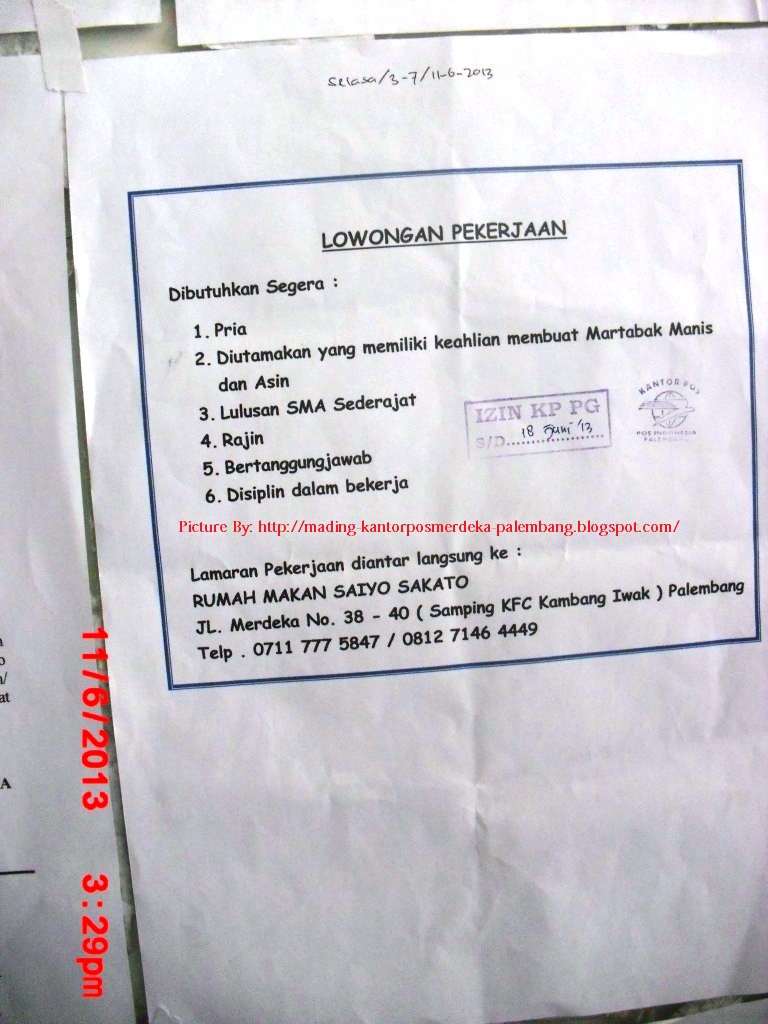 Selasa/3-7/11-6-2013
LOWONGAN PEKERJAAN
Dibutuhkan Segera :
1. Pria
2. Diutamakan yang memiliki keahlian membuat Martabak Manis
dan Asin
3. Lulusan SMA Sederajat
4. Rajin
5. Bertanggungjawab
6. Disiplin dalam bekerja
IZIN KP PG
S/D..... 18 Juni '13
KANTOR POS
POS INDONESIA
PALEMBANG
Picture By: http://mading-kantorposmerdeka-palembang.blogspot.com/
Lamaran Pekerjaan diantar langsung ke :
RUMAH MAKAN SAIYO SAKATO
JL. Merdeka No. 38 - 40 ( Samping KFC Kambang Iwak ) Palembang
Telp . 0711 777 5847 / 0812 7146 4449
at
A
11/6/2013 3:29pm